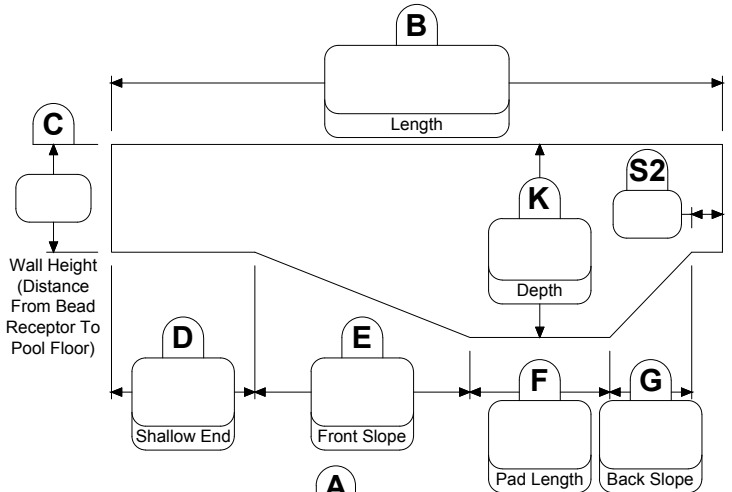 B
Length
C
S2
K
Depth
Wall Height
(Distance
From Bead
Receptor To
Pool Floor)
D
Shallow End
E
Front Slope
F
Pad Length
G
Back Slope
A